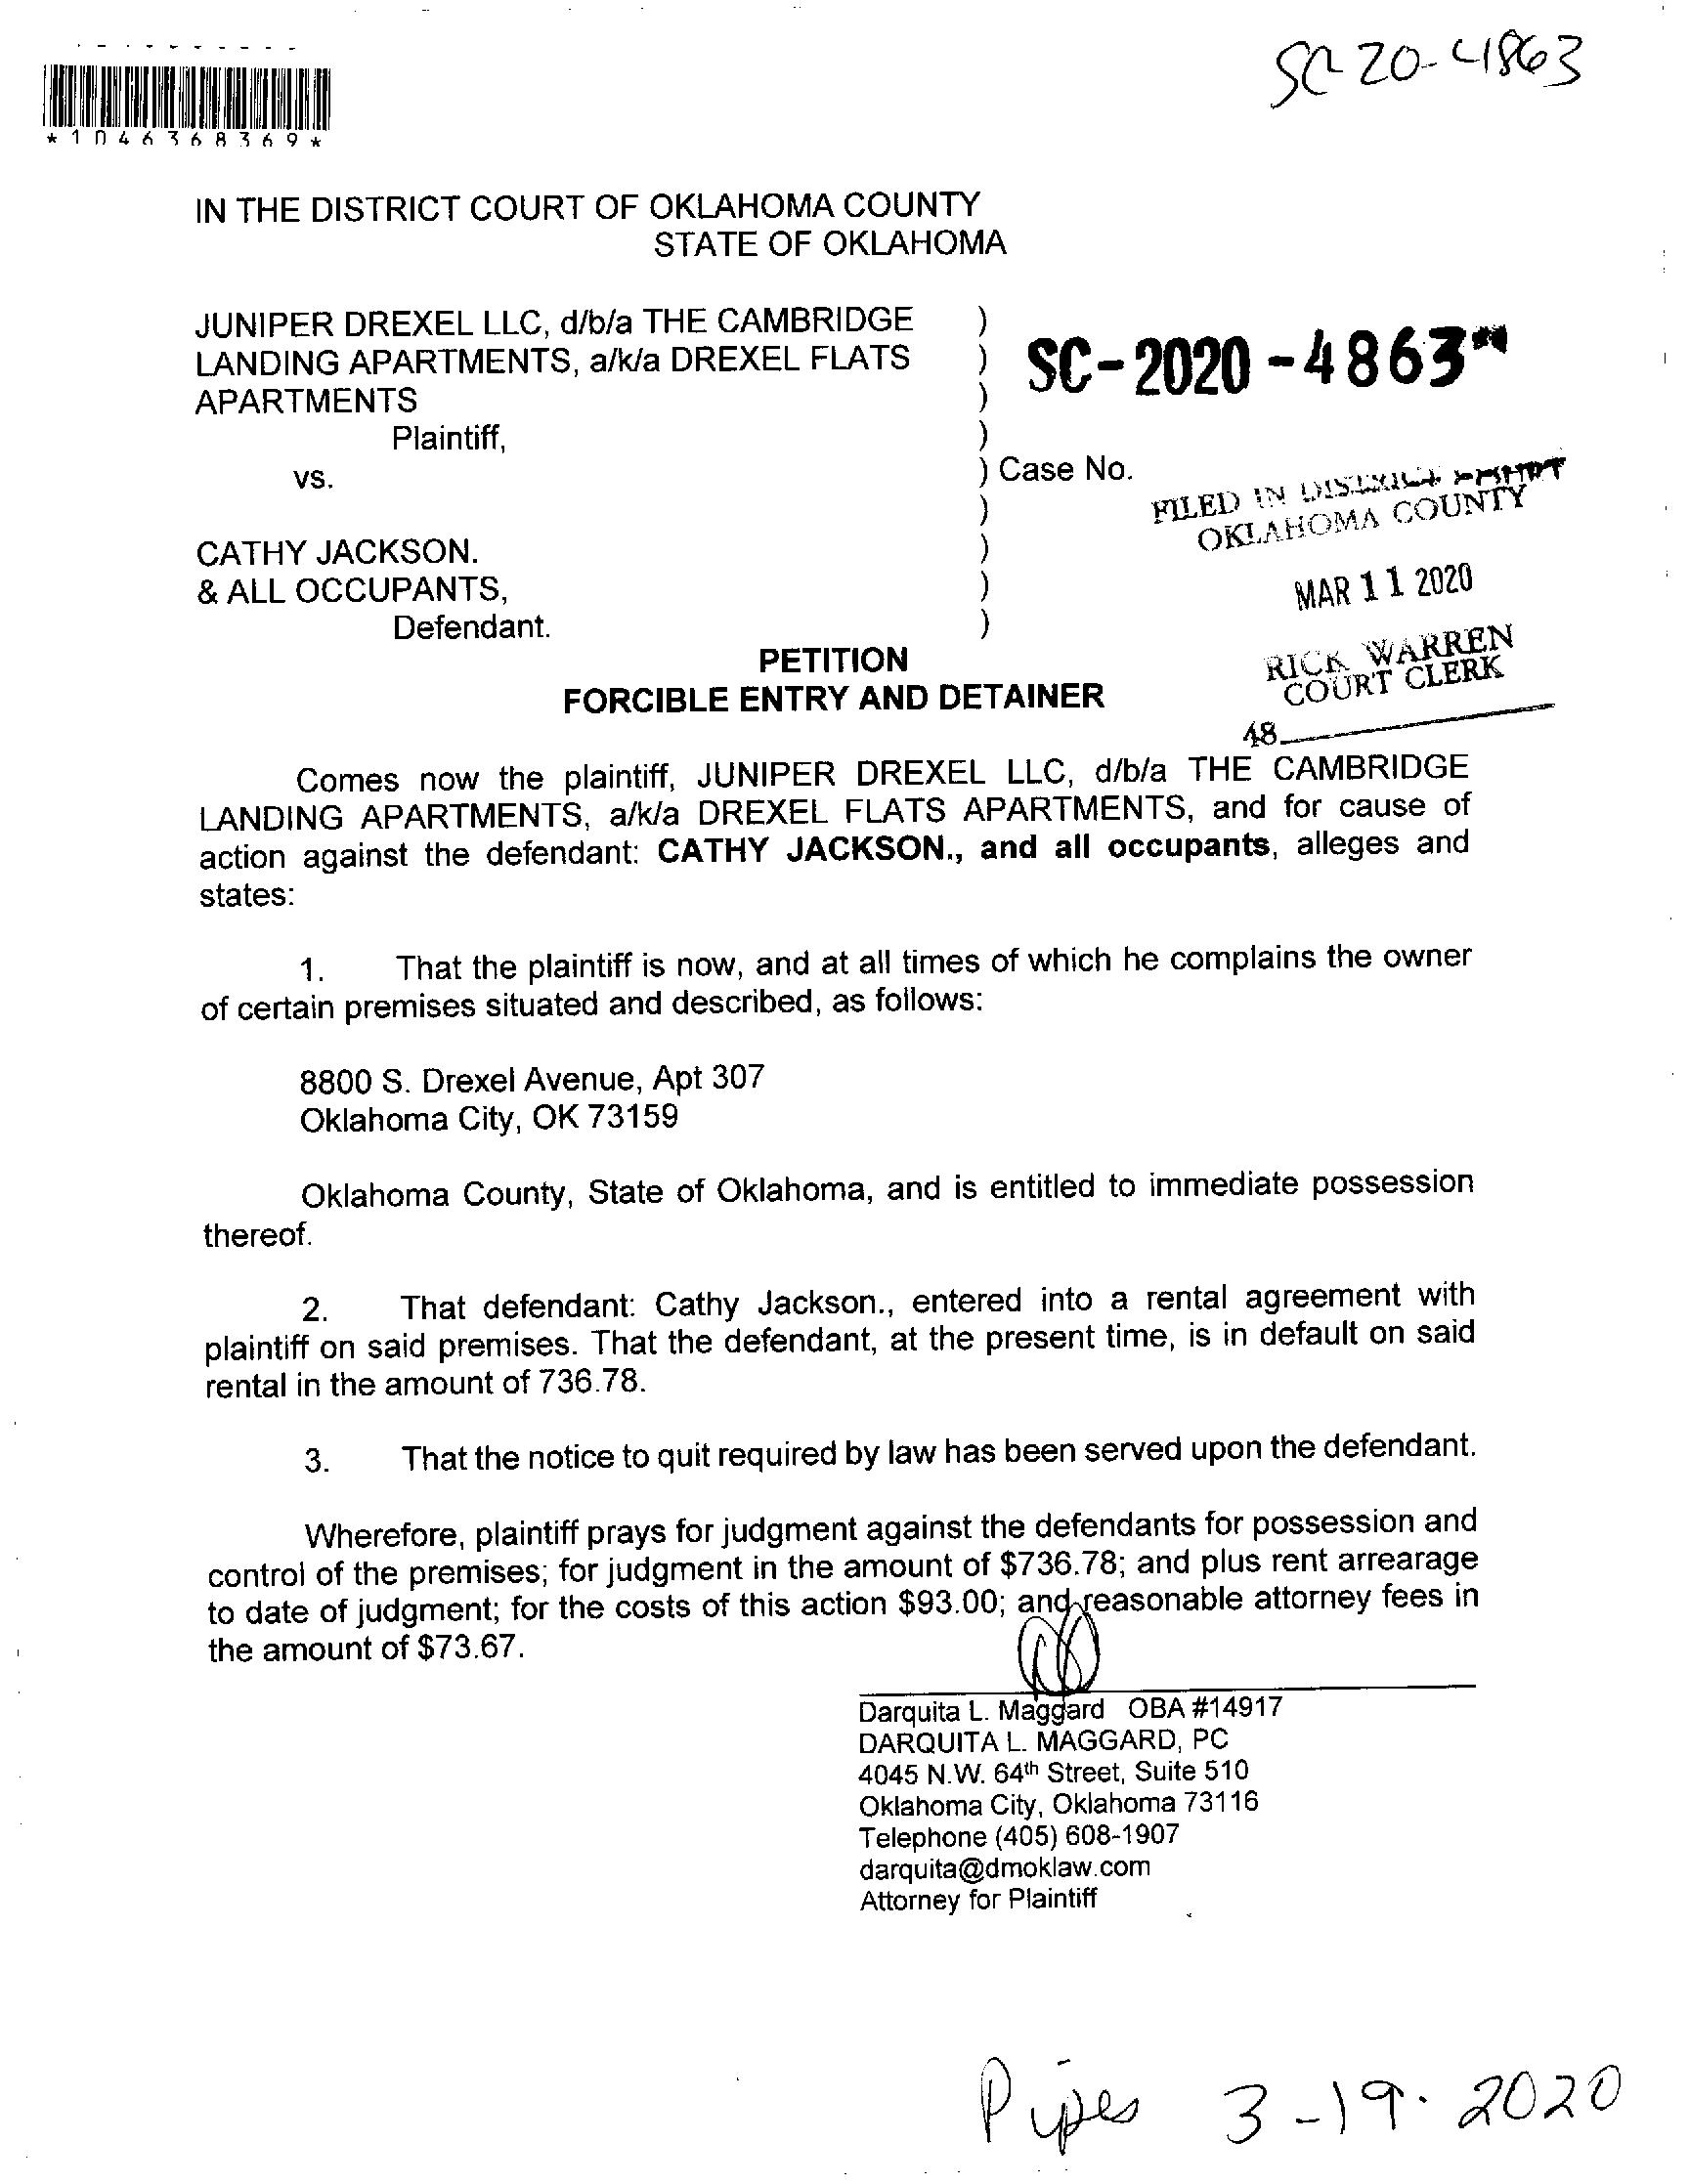 SC 20-4863
*1046368369*
IN THE DISTRICT COURT OF OKLAHOMA COUNTY
STATE OF OKLAHOMA
JUNIPER DREXEL LLC, d/b/a THE CAMBRIDGE )
LANDING APARTMENTS, a/k/a DREXEL FLATS ) SC-2020-4863
APARTMENTS )
Plaintiff, )
vs. ) Case No.
)
FILED IN DISTRICT COURT
OKLAHOMA COUNTY
CATHY JACKSON. )
& ALL OCCUPANTS, )
MAR 11 2020
Defendant. )
RICK WARREN
COURT CLERK
48
PETITION
FORCIBLE ENTRY AND DETAINER
Comes now the plaintiff, JUNIPER DREXEL LLC, d/b/a THE CAMBRIDGE
LANDING APARTMENTS, a/k/a DREXEL FLATS APARTMENTS, and for cause of
action against the defendant: CATHY JACKSON., and all occupants, alleges and
states:
1. That the plaintiff is now, and at all times of which he complains the owner
of certain premises situated and described, as follows:
8800 S. Drexel Avenue, Apt 307
Oklahoma City, OK 73159
Oklahoma County, State of Oklahoma, and is entitled to immediate possession
thereof.
2. That defendant: Cathy Jackson., entered into a rental agreement with
plaintiff on said premises. That the defendant, at the present time, is in default on said
rental in the amount of 736.78.
3. That the notice to quit required by law has been served upon the defendant.
Wherefore, plaintiff prays for judgment against the defendants for possession and
control of the premises; for judgment in the amount of $736.78; and plus rent arrearage
to date of judgment; for the costs of this action $93.00; and reasonable attorney fees in
the amount of $73.67.
Darquita L. Maggard OBA #14917
DARQUITA L. MAGGARD, PC
4045 N.W. 64th Street, Suite 510
Oklahoma City, Oklahoma 73116
Telephone (405) 608-1907
darquita@dmoklaw.com
Attorney for Plaintiff
Pipes 3-19-2020